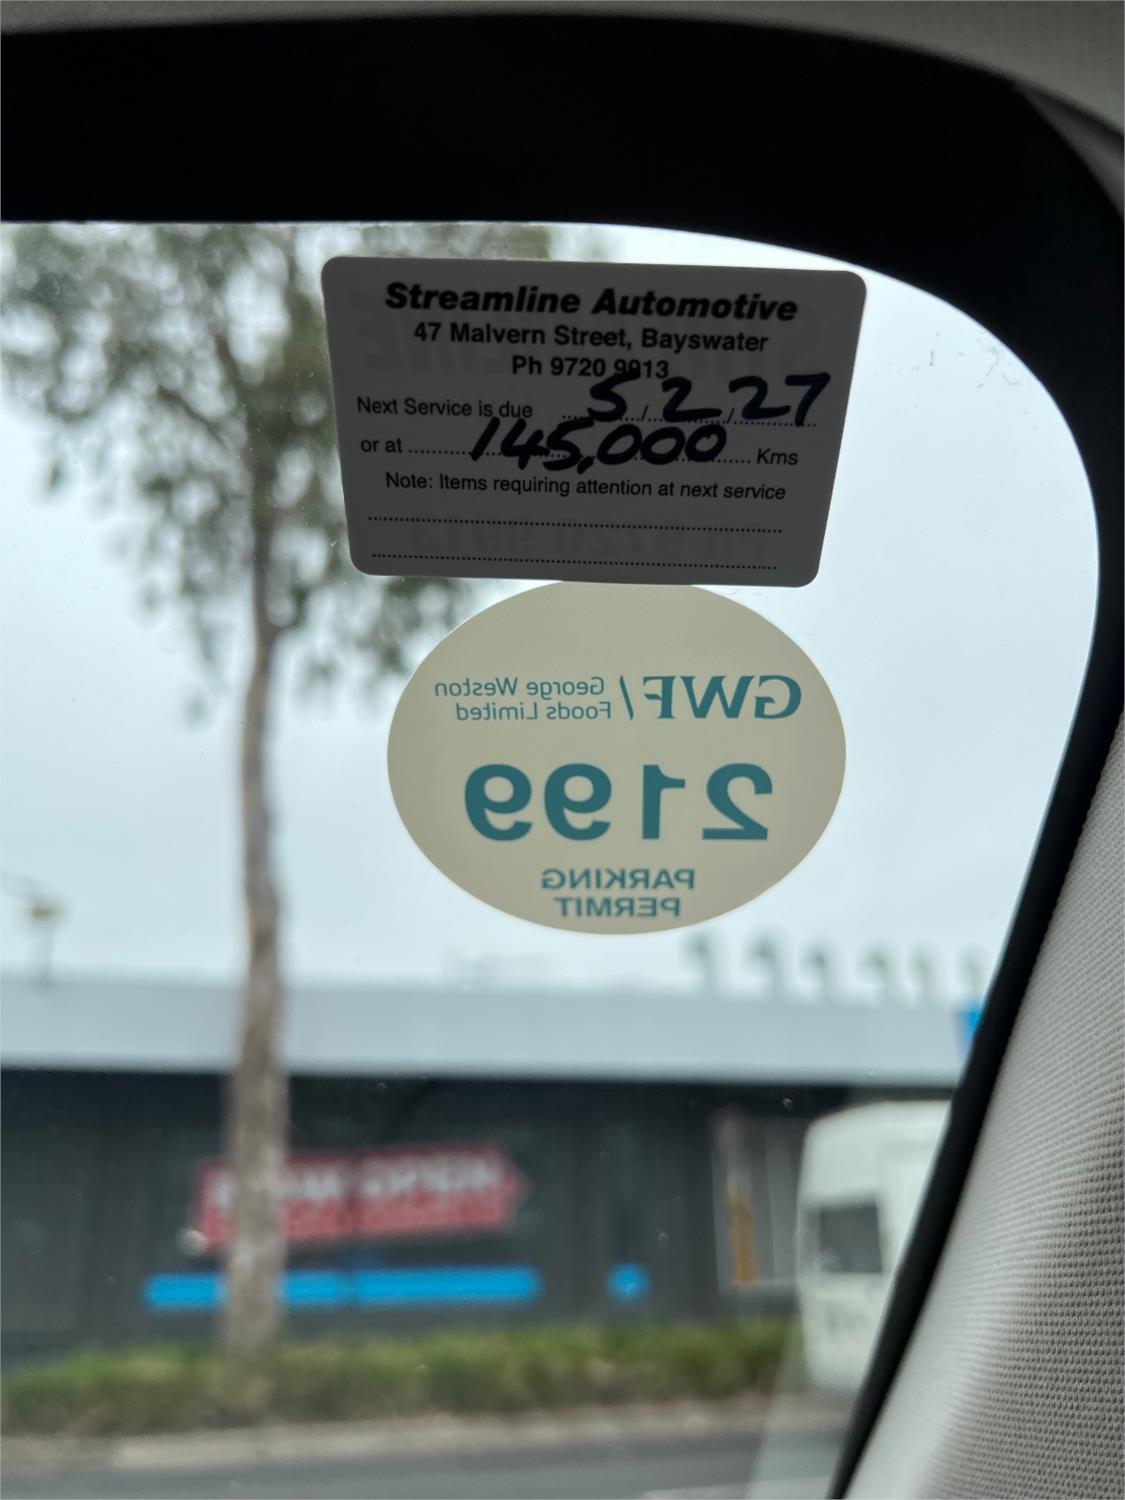 Streamline Automotive
47 Malvern Street, Bayswater
Ph 9720 9913
Next Service is due 5/2/27
or at 145,000 Kms
Note: Items requiring attention at next service
GWF/ George Weston
Foods Limited
2199
PARKING
PERMIT